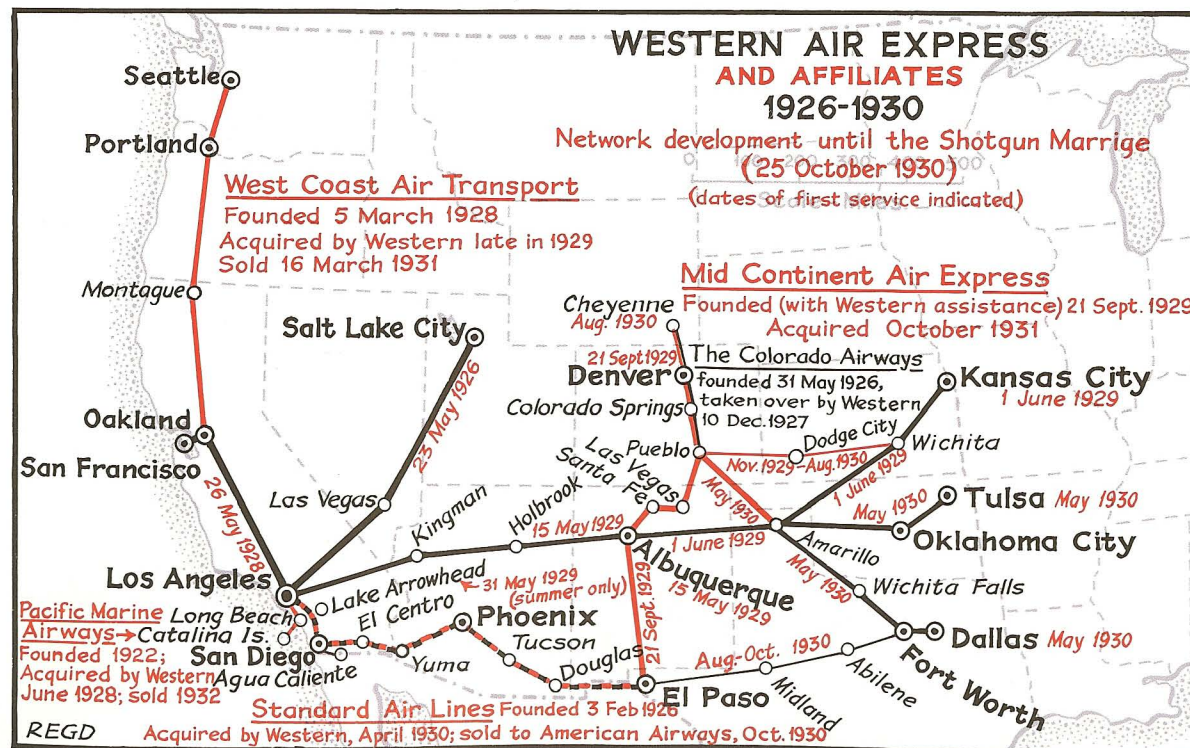 WESTERN AIR EXPRESS
AND AFFILIATES
1926-1930
Network development until the Shotgun Marrige
(25 October 1930)
(dates of first service indicated)
0 100 200 300 400 500
Seattle
Portland
West Coast Air Transport
Founded 5 March 1928
Acquired by Western late in 1929
Sold 16 March 1931
Montague
Mid Continent Air Express
Founded (with Western assistance) 21 Sept. 1929
Acquired October 1931
Cheyenne
Aug. 1930
Salt Lake City
23 May 1926
21 Sept 1929
The Colorado Airways
founded 31 May 1926,
taken over by Western
10 Dec. 1927
Denver
Colorado Springs
Kansas City
1 June 1929
Oakland
San Francisco
26 May 1928
Las Vegas
Kingman
Holbrook
Las Vegas
Santa Fe
Pueblo
Dodge City
Nov. 1929-Aug. 1930
Wichita
1 June 1929
May 1930
15 May 1929
1 June 1929
Albuquerque
15 May 1929
Amarillo
May 1930
Tulsa May 1930
Oklahoma City
May 1930
Wichita Falls
Los Angeles
Lake Arrowhead
31 May 1929
(summer only)
Pacific Marine
Airways→
Founded 1922;
Acquired by Western
June 1928; sold 1932
Long Beach
Catalina Is.
San Diego
Agua Caliente
El Centro
Yuma
Phoenix
Tucson
Douglas
21 Sept. 1929
El Paso
Aug-Oct. 1930
Midland
Abilene
Fort Worth
Dallas May 1930
Standard Air Lines Founded 3 Feb 1926
Acquired by Western, April 1930; sold to American Airways, Oct. 1930
REGD